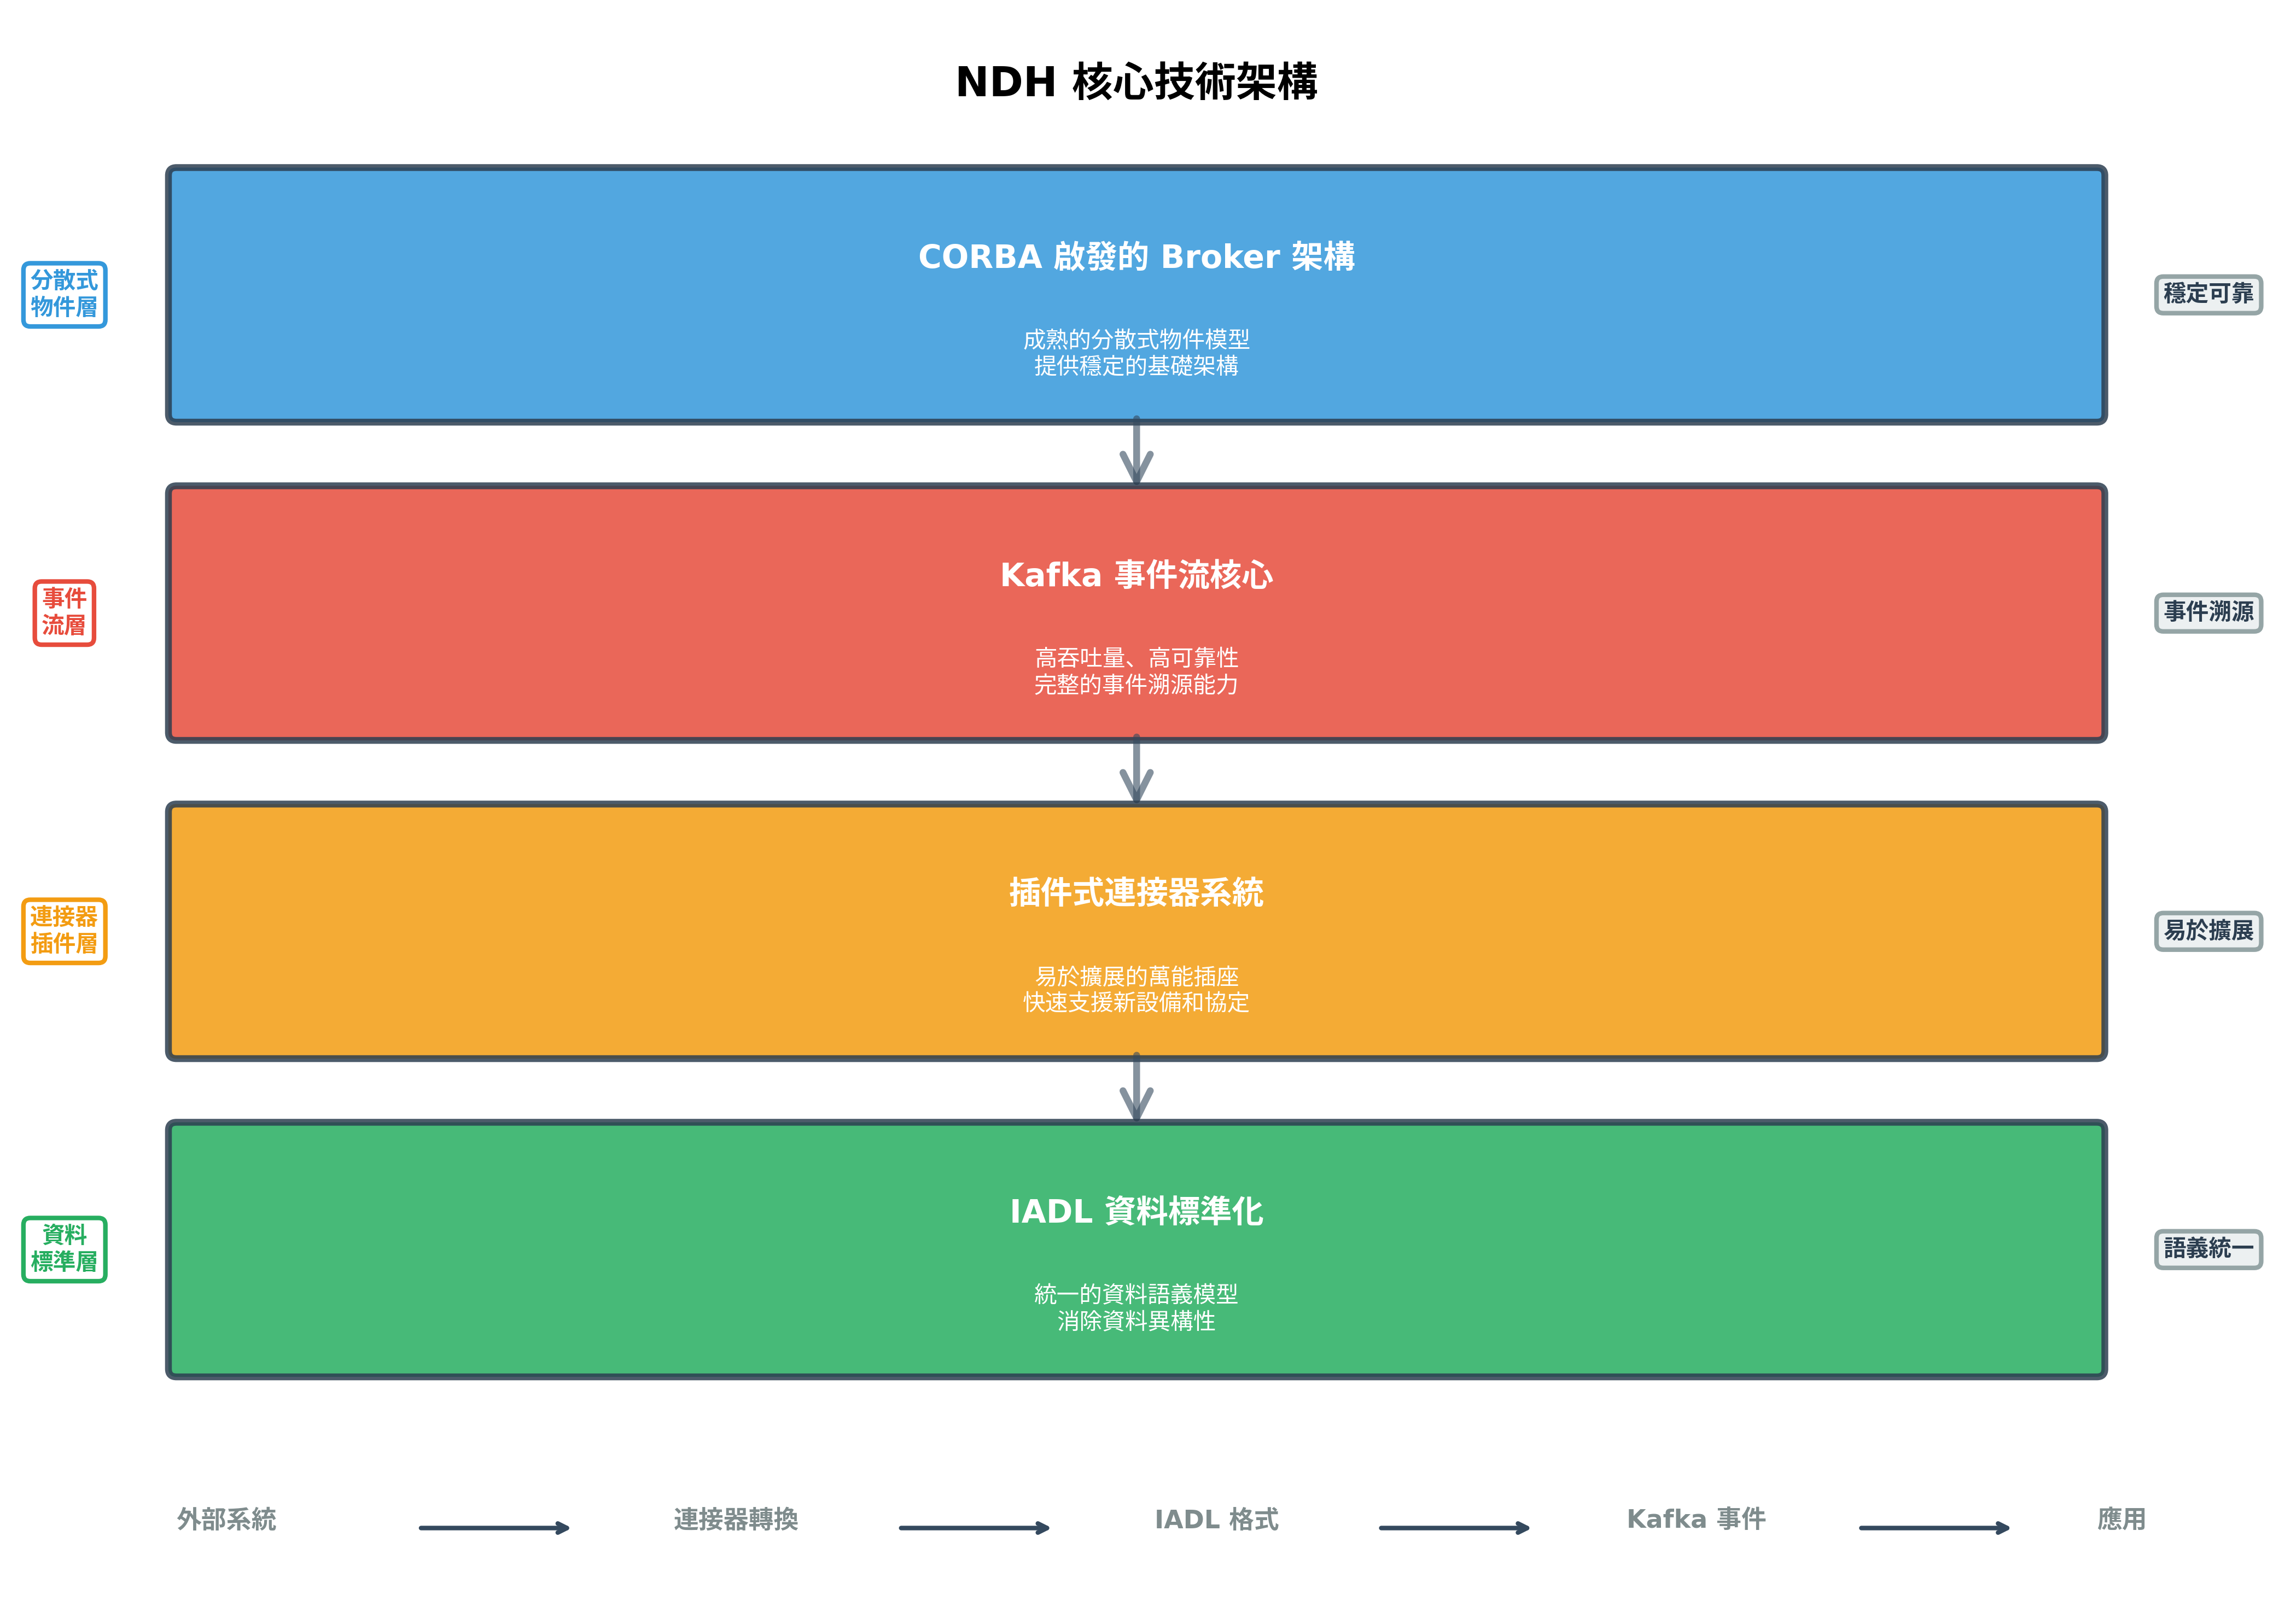 NDH 核心技術架構
分散式
物件層
CORBA 啟發的 Broker 架構
成熟的分散式物件模型
提供穩定的基礎架構
穩定可靠
事件
流層
Kafka 事件流核心
高吞吐量、高可靠性
完整的事件溯源能力
事件溯源
連接器
插件層
插件式連接器系統
易於擴展的萬能插座
快速支援新設備和協定
易於擴展
資料
標準層
IADL 資料標準化
統一的資料語義模型
消除資料異構性
語義統一
外部系統
連接器轉換
IADL 格式
Kafka 事件
應用